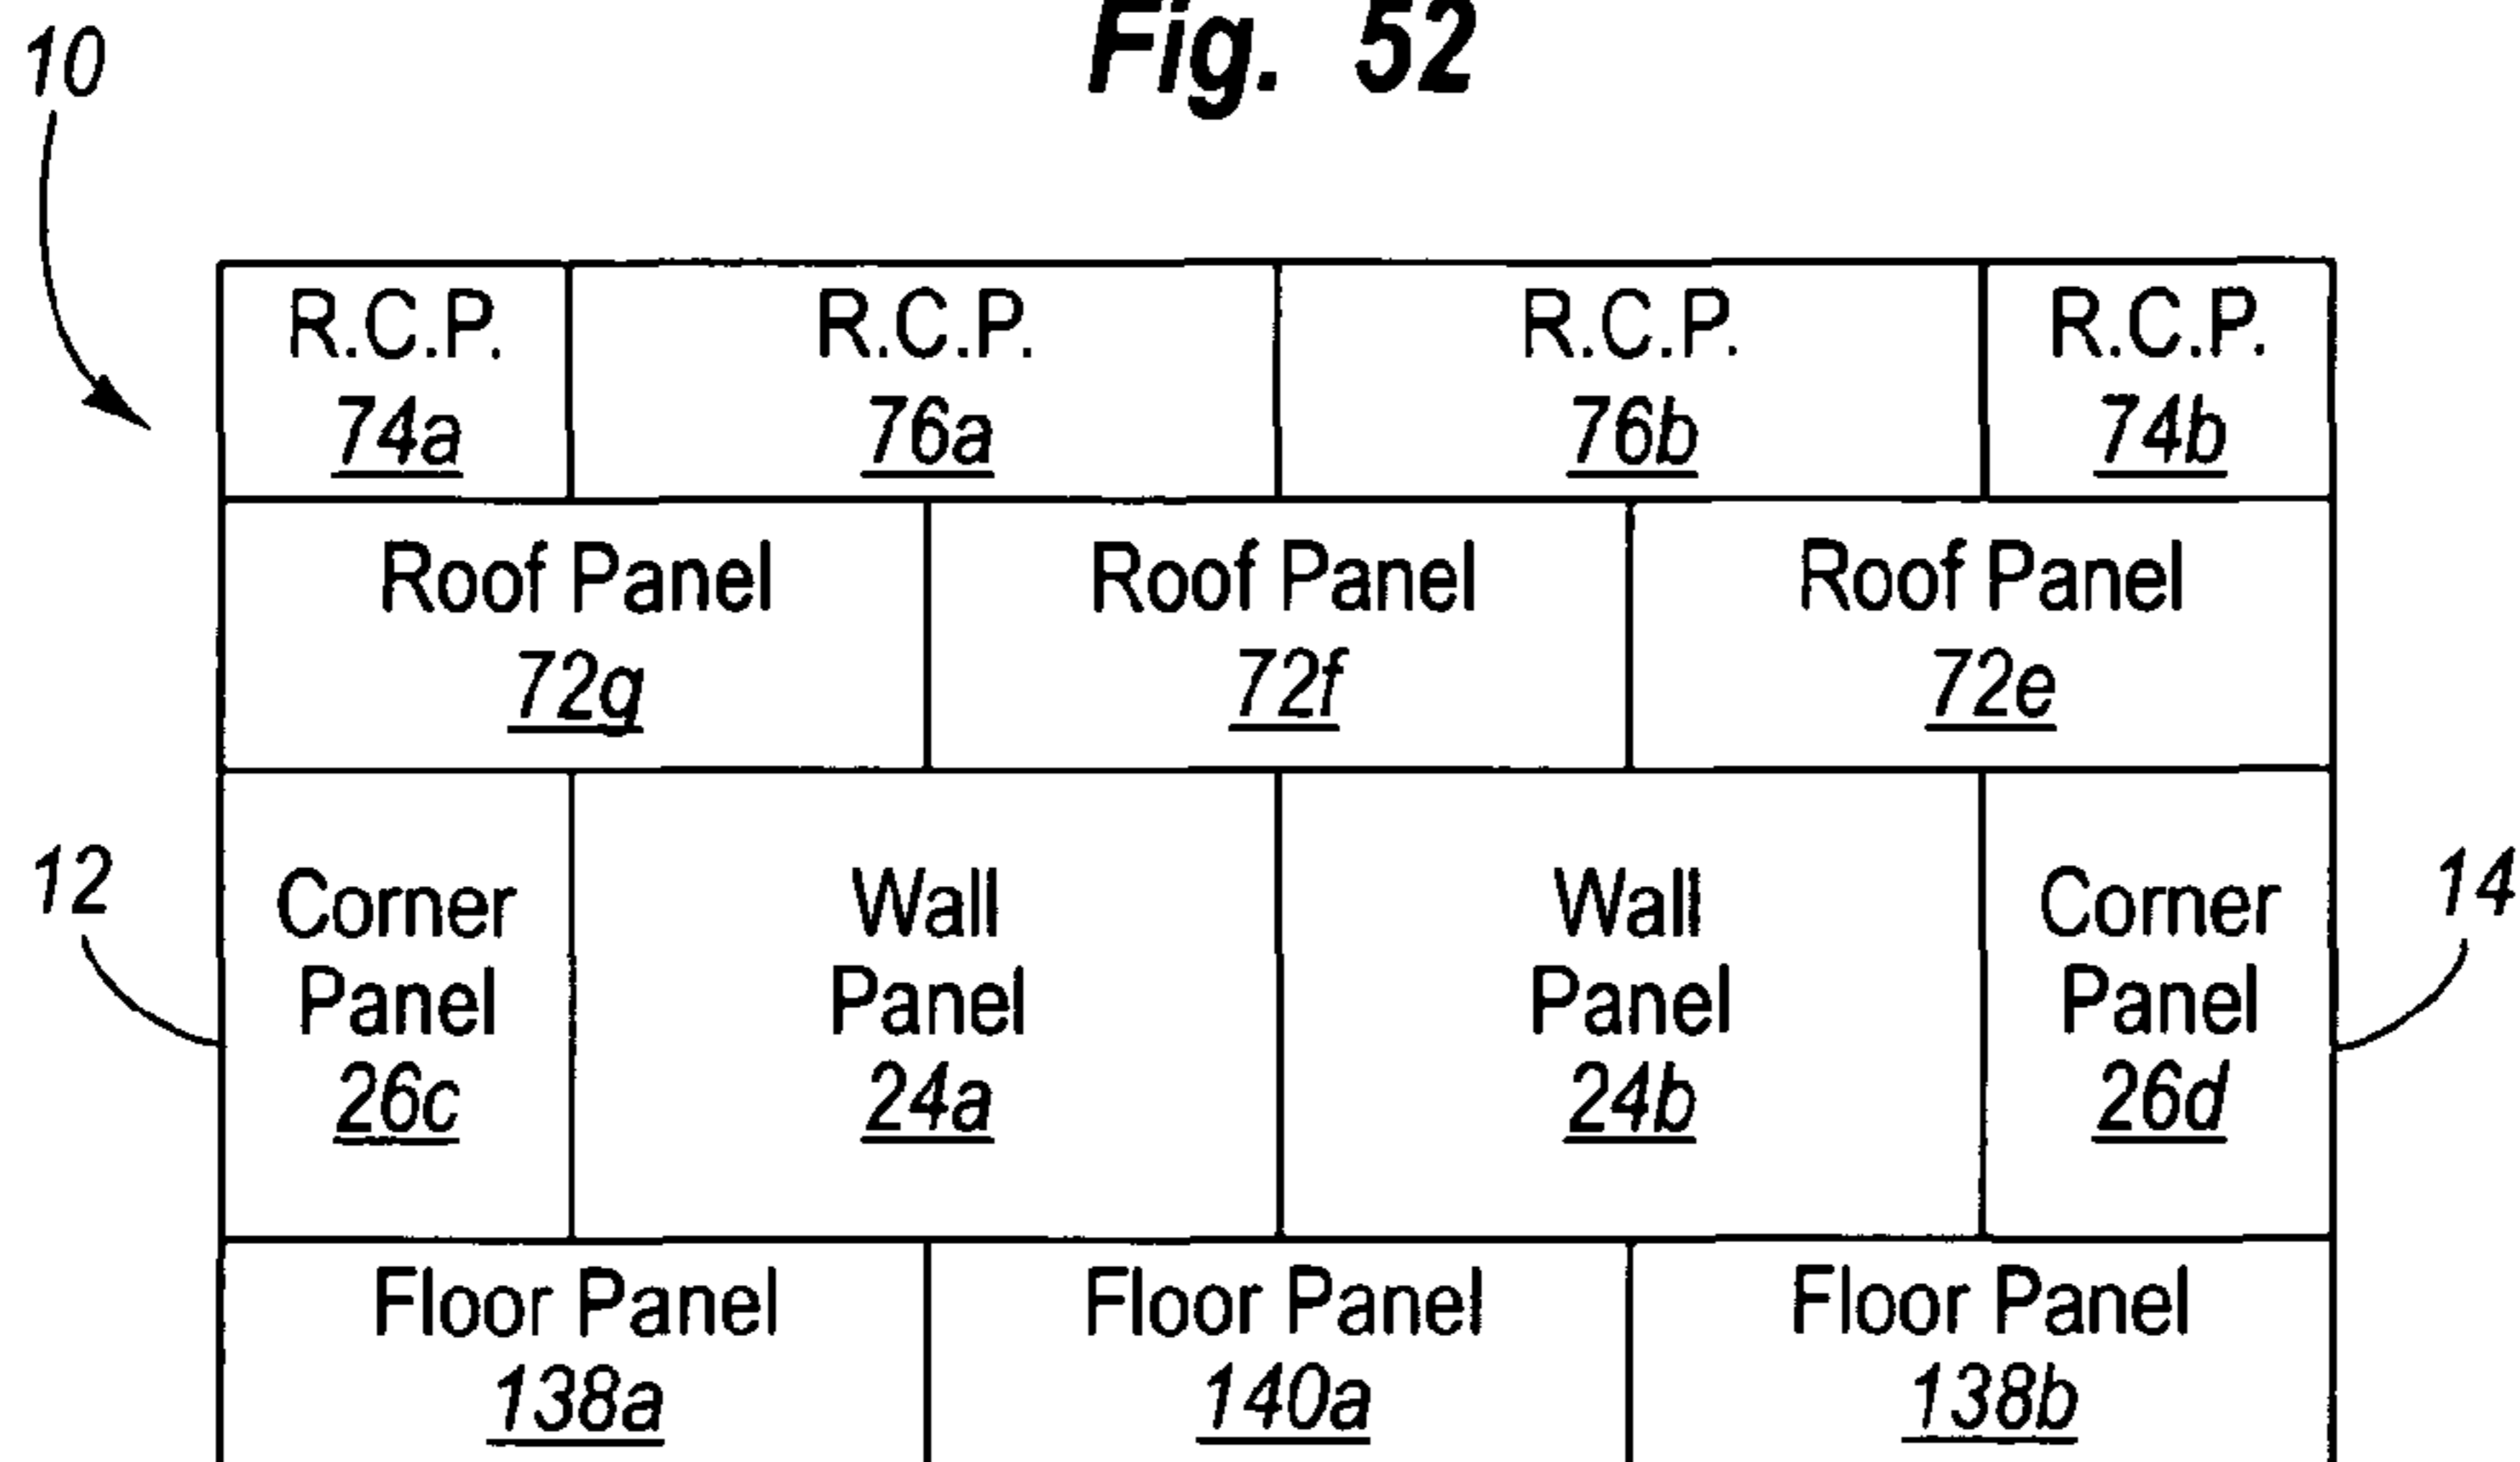 Fig. 52
10
R.C.P. R.C.P. R.C.P. R.C.P.
74a 76a 76b 74b
Roof Panel Roof Panel Roof Panel
72g 72f 72e
12
Corner Wall Wall Corner
Panel Panel Panel Panel
26c 24a 24b 26d
14
Floor Panel Floor Panel Floor Panel
138a 140a 138b